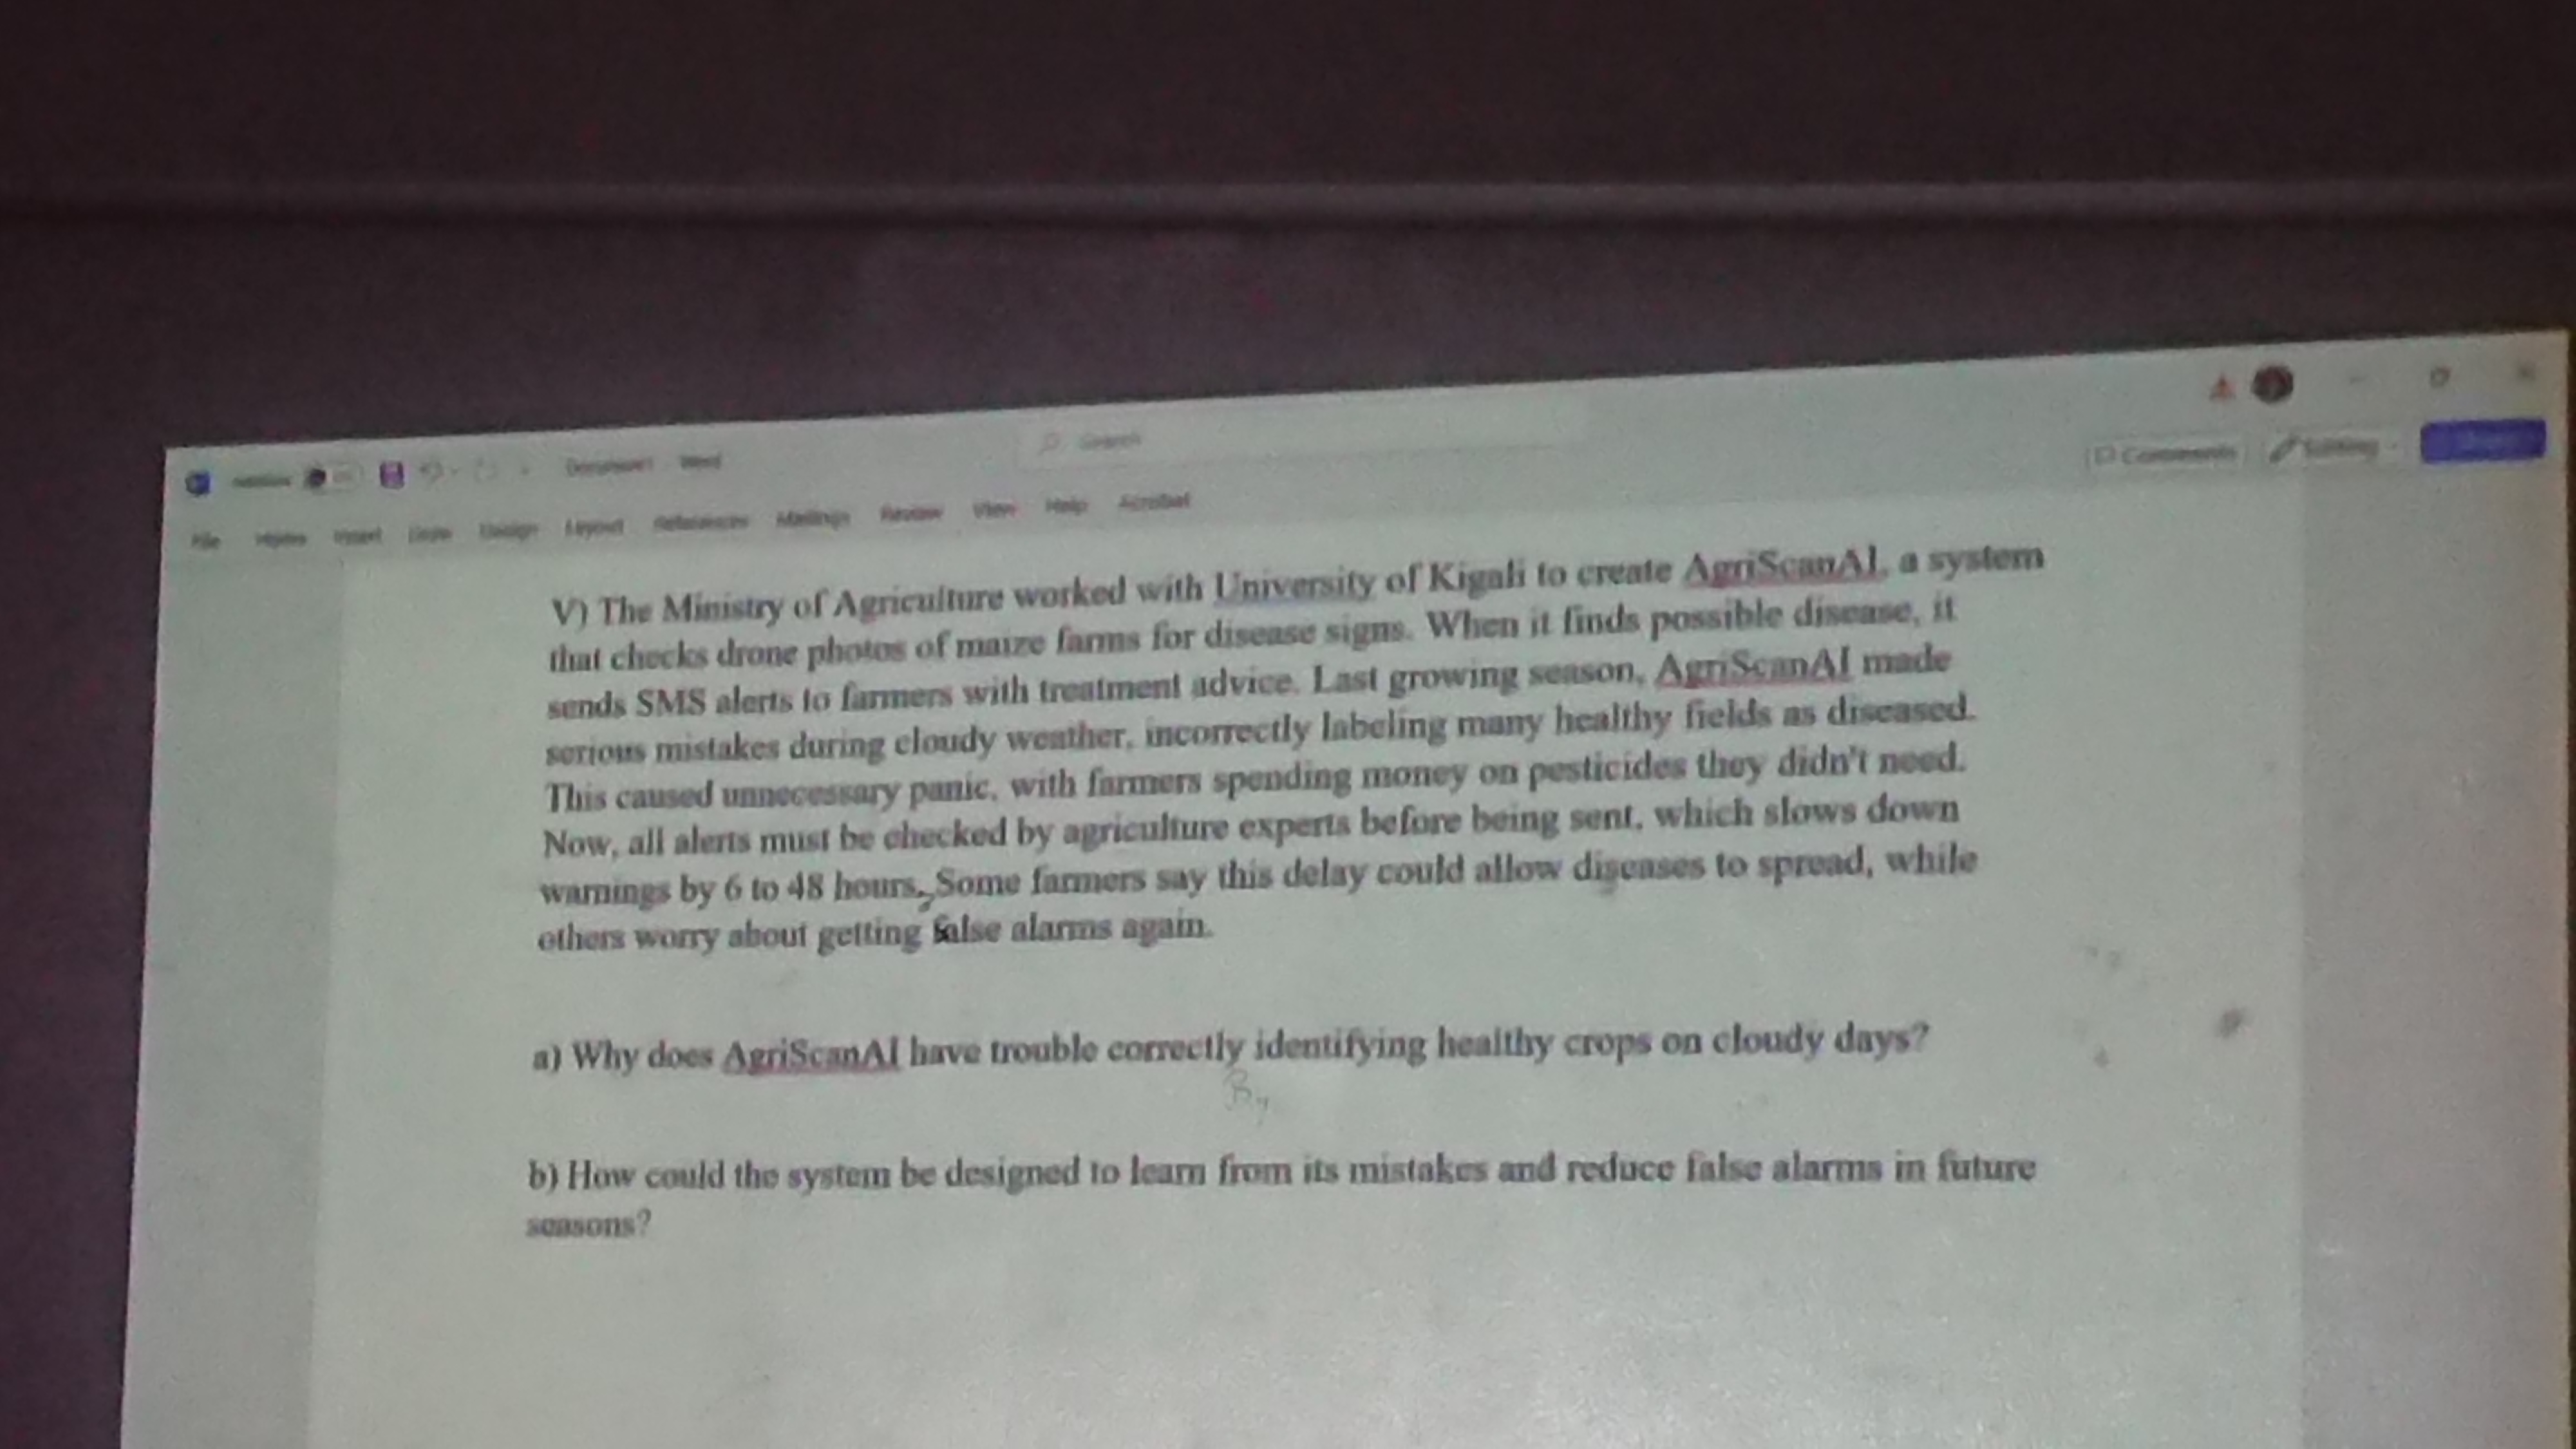 Document1 Word
Search
Comments
Editing
File Home Insert Draw Design Layout References Mailings Review View Help Acrobat
V) The Ministry of Agriculture worked with University of Kigali to create AgriScanAI, a system
that checks drone photos of maize farms for disease signs. When it finds possible disease, it
sends SMS alerts to farmers with treatment advice. Last growing season, AgriScanAI made
serious mistakes during cloudy weather, incorrectly labeling many healthy fields as diseased.
This caused unnecessary panic, with farmers spending money on pesticides they didn't need.
Now, all alerts must be checked by agriculture experts before being sent, which slows down
warnings by 6 to 48 hours. Some farmers say this delay could allow diseases to spread, while
others worry about getting false alarms again.
a) Why does AgriScanAI have trouble correctly identifying healthy crops on cloudy days?
b) How could the system be designed to learn from its mistakes and reduce false alarms in future
seasons?